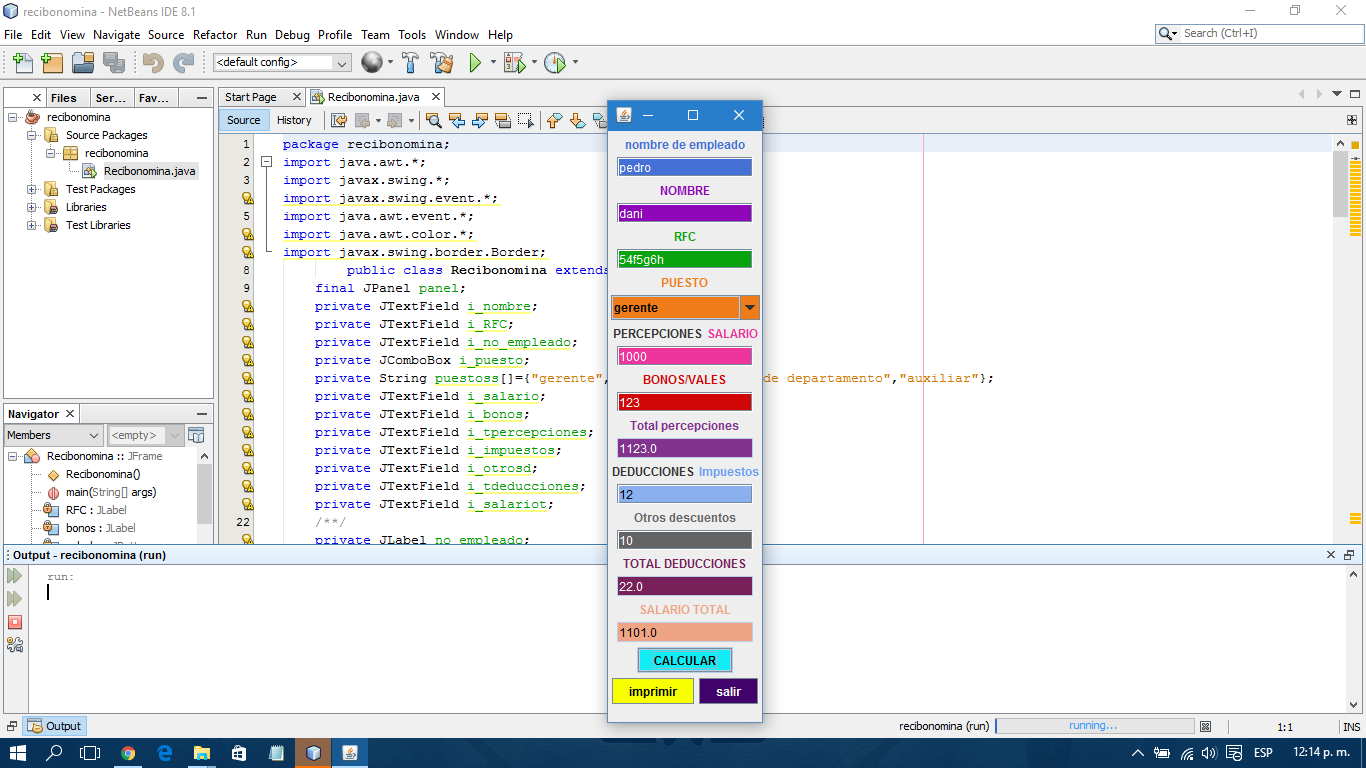 recibonomina - NetBeans IDE 8.1
File Edit View Navigate Source Refactor Run Debug Profile Team Tools Window Help
Search (Ctrl+I)
<default config>
Files Ser... Fav...
recibonomina
Source Packages
recibonomina
Recibonomina.java
Test Packages
Libraries
Test Libraries
Navigator
Members <empty>
Recibonomina :: JFrame
Recibonomina()
main(String[] args)
RFC : JLabel
bonos : JLabel
Start Page Recibonomina.java
Source History
1 package recibonomina;
2 import java.awt.*;
3 import javax.swing.*;
import javax.swing.event.*;
5 import java.awt.event.*;
import java.awt.color.*;
import javax.swing.border.Border;
8 public class Recibonomina extends
9 final JPanel panel;
private JTextField i_nombre;
private JTextField i_RFC;
private JTextField i_no_empleado;
private JComboBox i_puesto;
private String puestoss[]={"gerente", de departamento","auxiliar"};
private JTextField i_salario;
private JTextField i_bonos;
private JTextField i_tpercepciones;
private JTextField i_impuestos;
private JTextField i_otrosd;
private JTextField i_tdeducciones;
private JTextField i_salariot;
22 /**/
private JLabel no_empleado;
nombre de empleado
pedro
NOMBRE
dani
RFC
54f5g6h
PUESTO
gerente
PERCEPCIONES SALARIO
1000
BONOS/VALES
123
Total percepciones
1123.0
DEDUCCIONES Impuestos
12
Otros descuentos
10
TOTAL DEDUCCIONES
22.0
SALARIO TOTAL
1101.0
CALCULAR
imprimir salir
Output - recibonomina (run)
run:
Output
recibonomina (run) running... 1:1 INS
ESP 12:14 p. m.